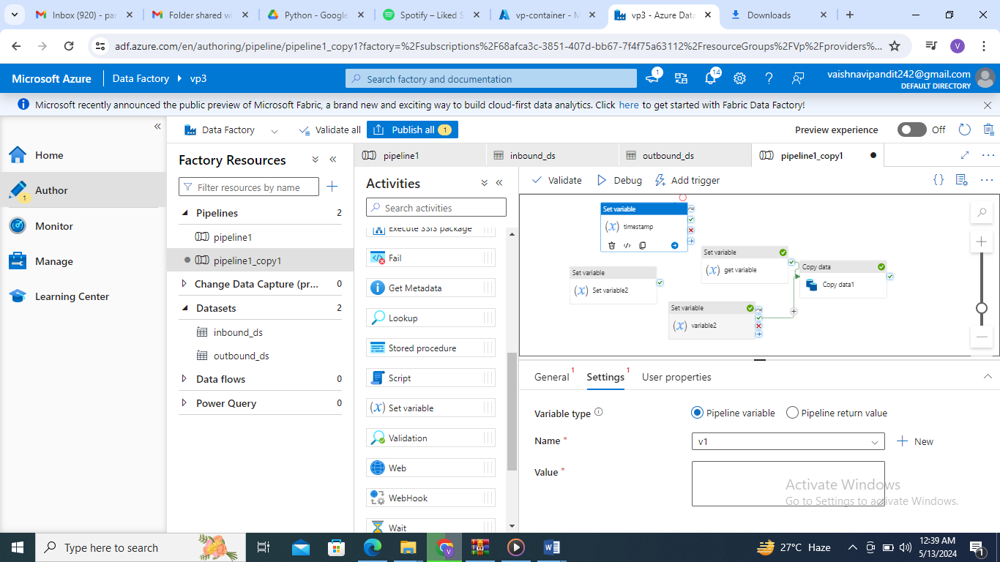 Inbox (920) - pa
Folder shared wi
Python - Google
Spotify – Liked S
vp-container - M
vp3 - Azure Data
Downloads
adf.azure.com/en/authoring/pipeline/pipeline1_copy1?factory=%2Fsubscriptions%2F68afca3c-3851-407d-bb67-7f4f75a63112%2FresourceGroups%2FVp%2Fproviders%...
V
Microsoft Azure
Data Factory
vp3
Search factory and documentation
1
14
vaishnavipandit242@gmail.com
DEFAULT DIRECTORY
Microsoft recently announced the public preview of Microsoft Fabric, a brand new and exciting way to build cloud-first data analytics. Click here to get started with Fabric Data Factory!
Home
Author
1
Monitor
Manage
Learning Center
Data Factory
Validate all
Publish all 1
Preview experience
Off
Factory Resources
Filter resources by name
Pipelines 2
pipeline1
pipeline1_copy1
Change Data Capture (pr... 0
Datasets 2
inbound_ds
outbound_ds
Data flows 0
Power Query 0
pipeline1
inbound_ds
outbound_ds
pipeline1_copy1
Activities
Search activities
Execute SSIS package
Fail
Get Metadata
Lookup
Stored procedure
Script
(x) Set variable
Validation
Web
WebHook
Wait
Validate
Debug
Add trigger
Set variable
(x) timestamp
Set variable
(x) get variable
Copy data
Copy data1
Set variable
(x) Set variable2
Set variable
(x) variable2
General 1
Settings 1
User properties
Variable type
Pipeline variable
Pipeline return value
Name *
v1
New
Value *
Activate Windows
Go to Settings to activate Windows.
Type here to search
27°C Haze
12:39 AM
5/13/2024
1